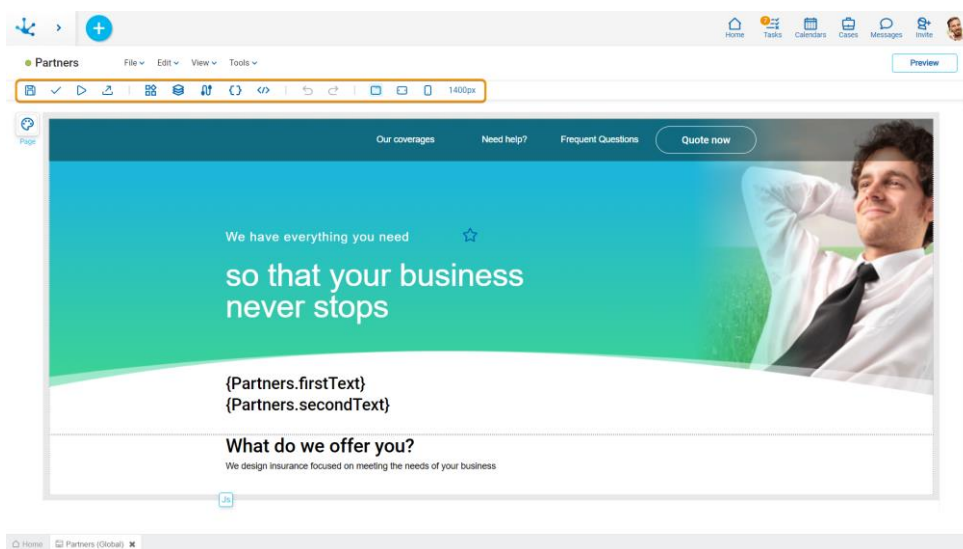 7
Home Tasks Calendars Cases Messages Invite
Partners File Edit View Tools Preview
1400px
Page
Our coverages Need help? Frequent Questions Quote now
We have everything you need
so that your business
never stops
{Partners.firstText}
{Partners.secondText}
What do we offer you?
We design insurance focused on meeting the needs of your business
Js
Home Partners (Global)